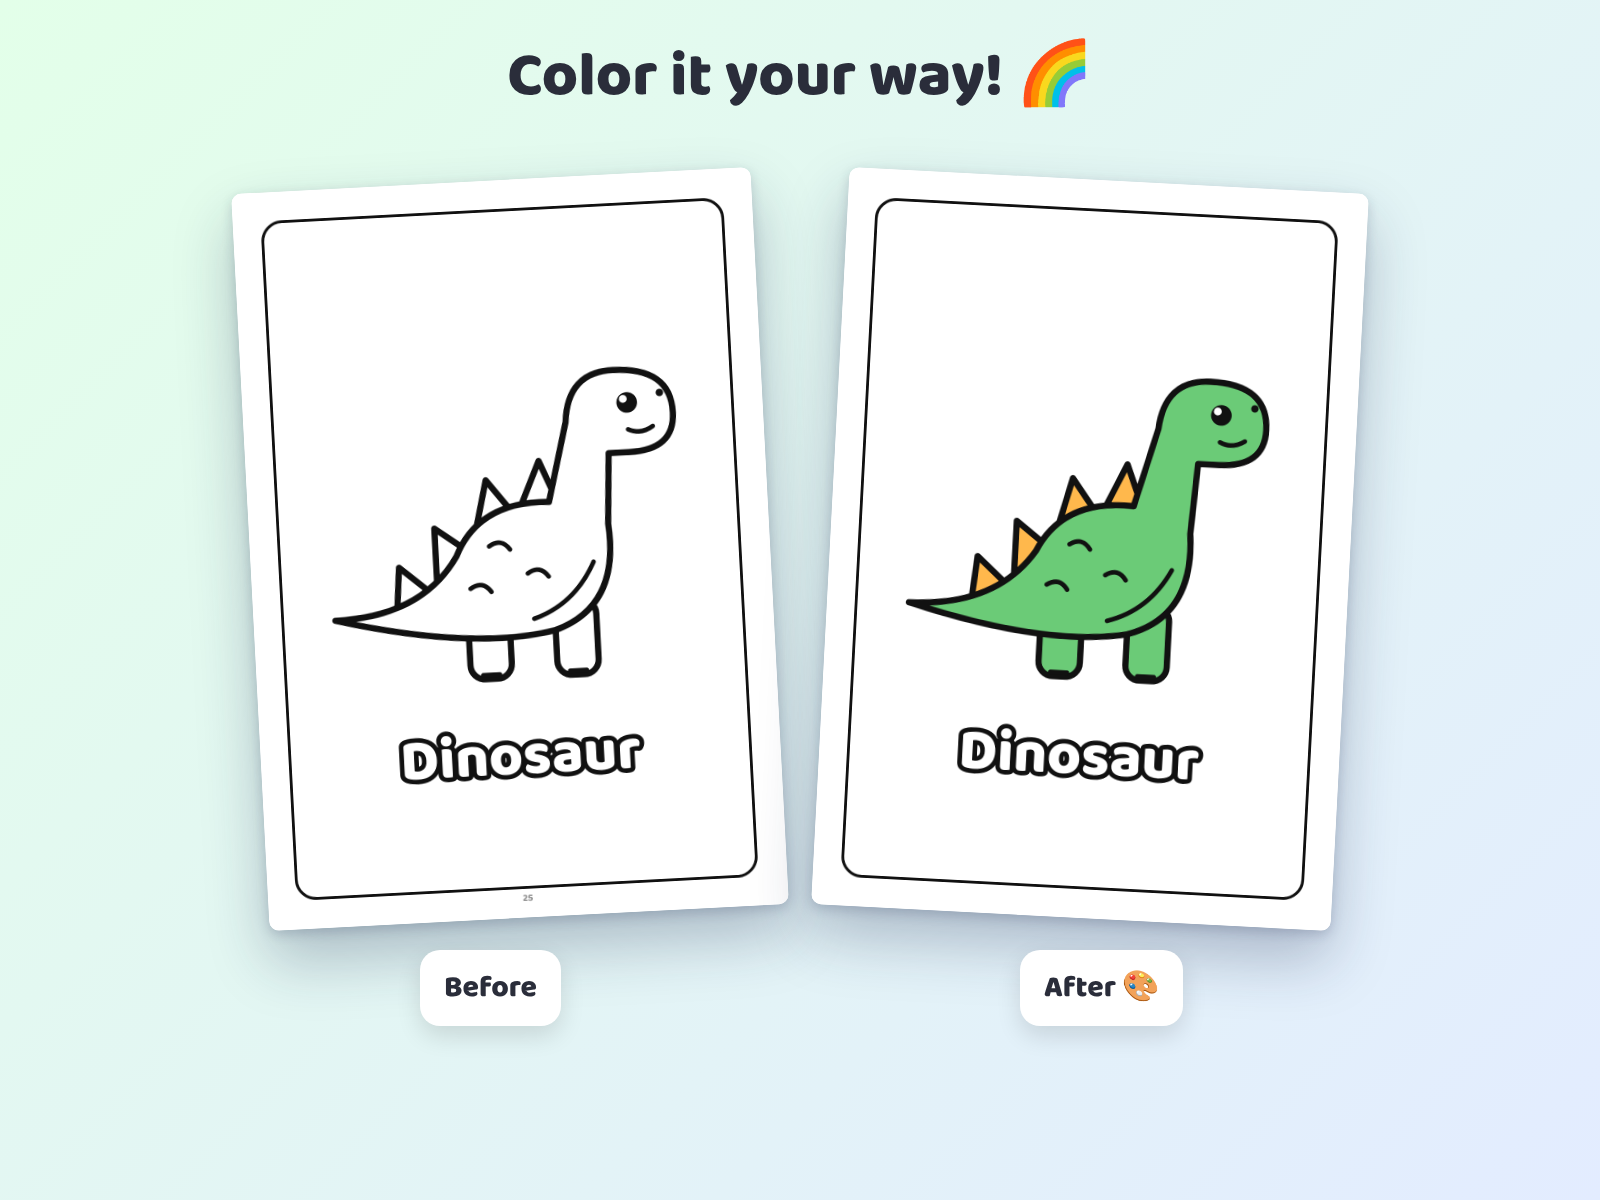 Color it your way! 🌈
Dinosaur
25
Dinosaur
Before
After 🎨